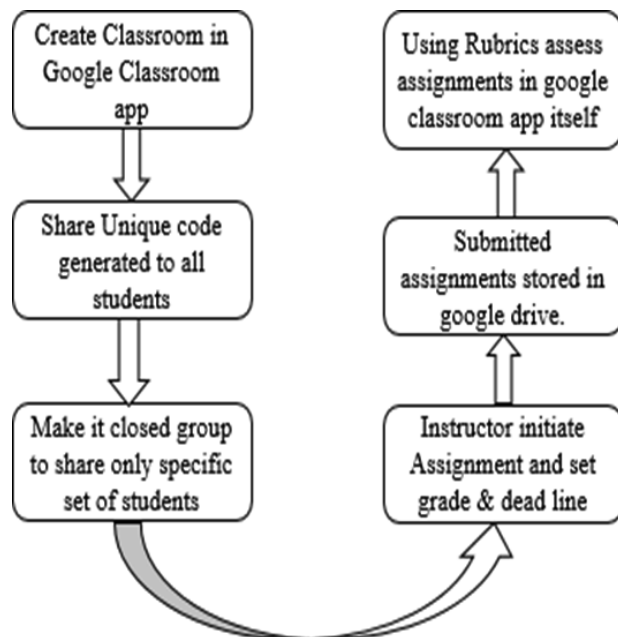 Create Classroom in
Google Classroom
app
Share Unique code
generated to all
students
Make it closed group
to share only specific
set of students
Instructor initiate
Assignment and set
grade & dead line
Submitted
assignments stored in
google drive.
Using Rubrics assess
assignments in google
classroom app itself